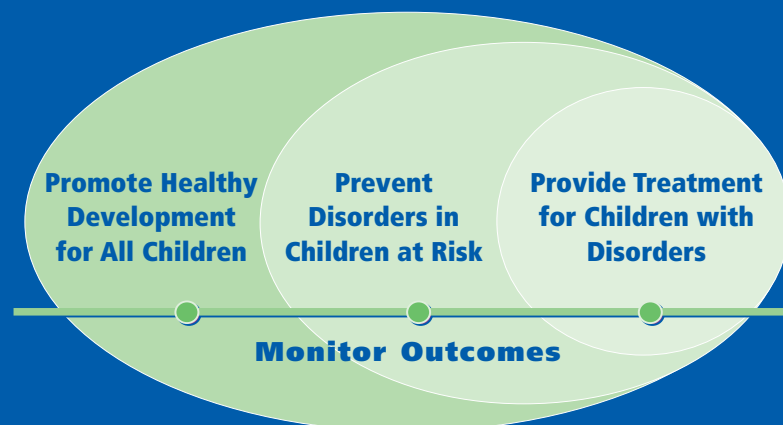 Promote Healthy
Development
for All Children
Prevent
Disorders in
Children at Risk
Provide Treatment
for Children with
Disorders
Monitor Outcomes